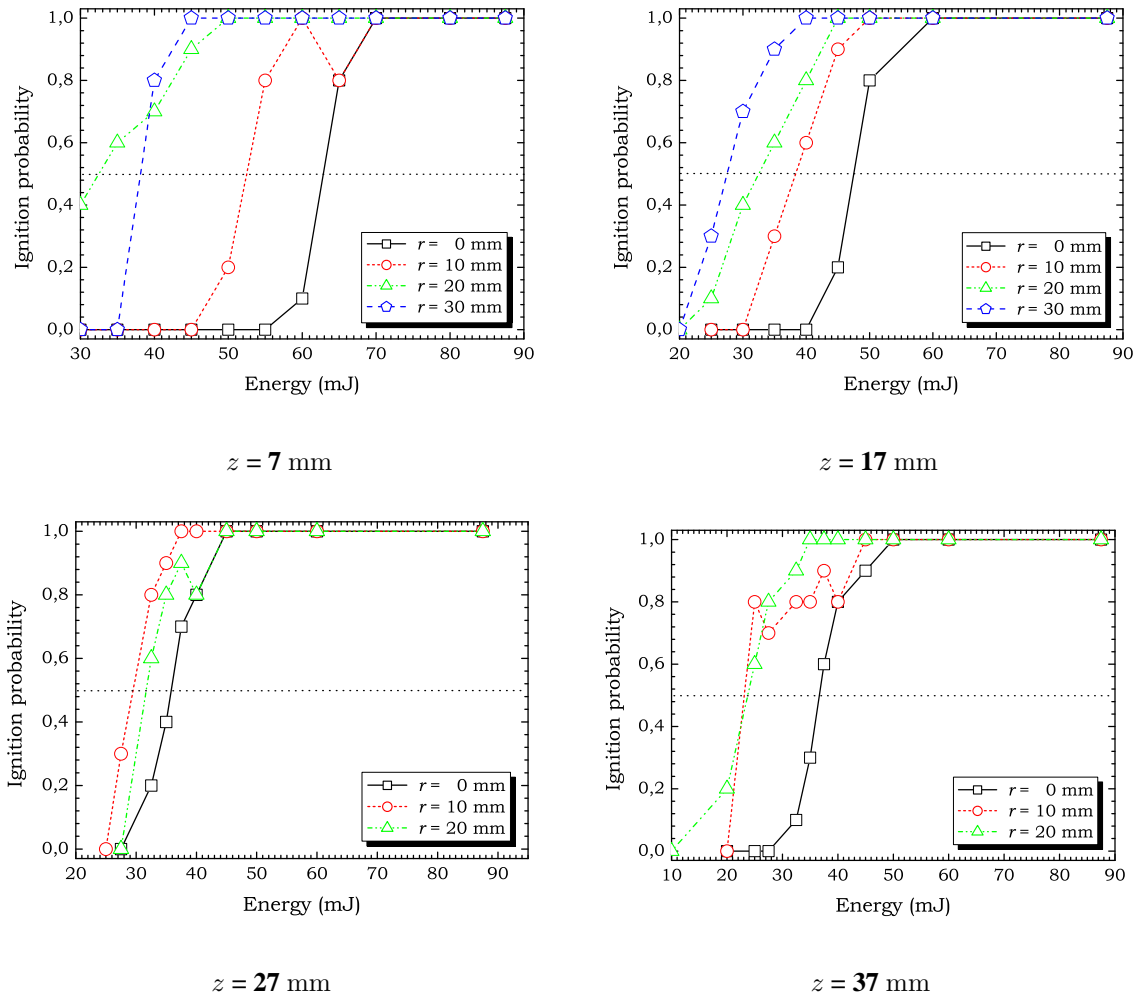 1,0
0,8
0,6
0,4
0,2
0,0
Ignition probability
30 40 50 60 70 80 90
Energy (mJ)
r = 0 mm
r = 10 mm
r = 20 mm
r = 30 mm
z = 7 mm
1,0
0,8
0,6
0,4
0,2
0,0
Ignition probability
20 30 40 50 60 70 80 90
Energy (mJ)
r = 0 mm
r = 10 mm
r = 20 mm
r = 30 mm
z = 17 mm
1,0
0,8
0,6
0,4
0,2
0,0
Ignition probability
20 30 40 50 60 70 80 90
Energy (mJ)
r = 0 mm
r = 10 mm
r = 20 mm
z = 27 mm
1,0
0,8
0,6
0,4
0,2
0,0
Ignition probability
10 20 30 40 50 60 70 80 90
Energy (mJ)
r = 0 mm
r = 10 mm
r = 20 mm
z = 37 mm